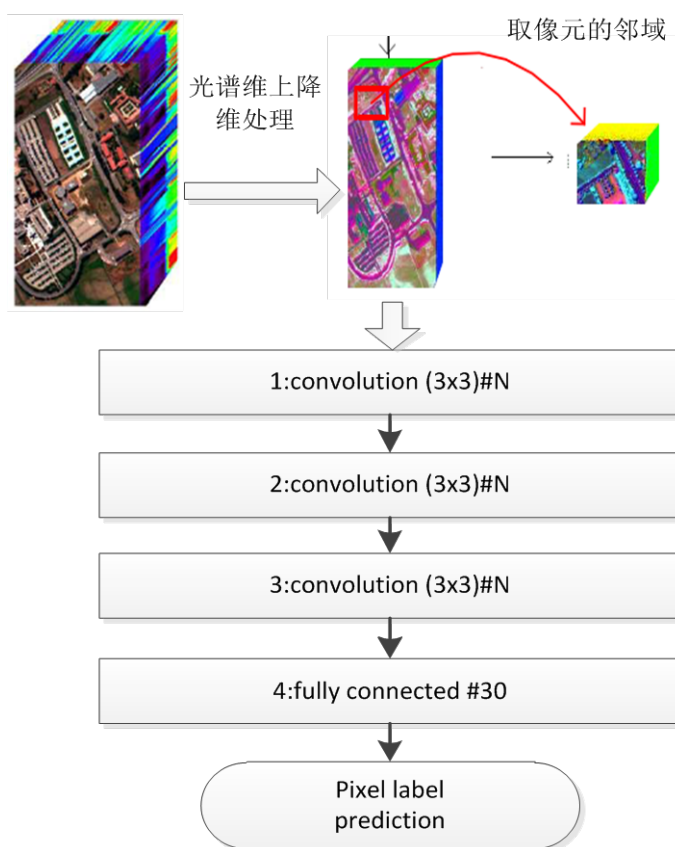 取像元的邻域
光谱维上降
维处理
1:convolution (3x3)#N
2:convolution (3x3)#N
3:convolution (3x3)#N
4:fully connected #30
Pixel label
prediction